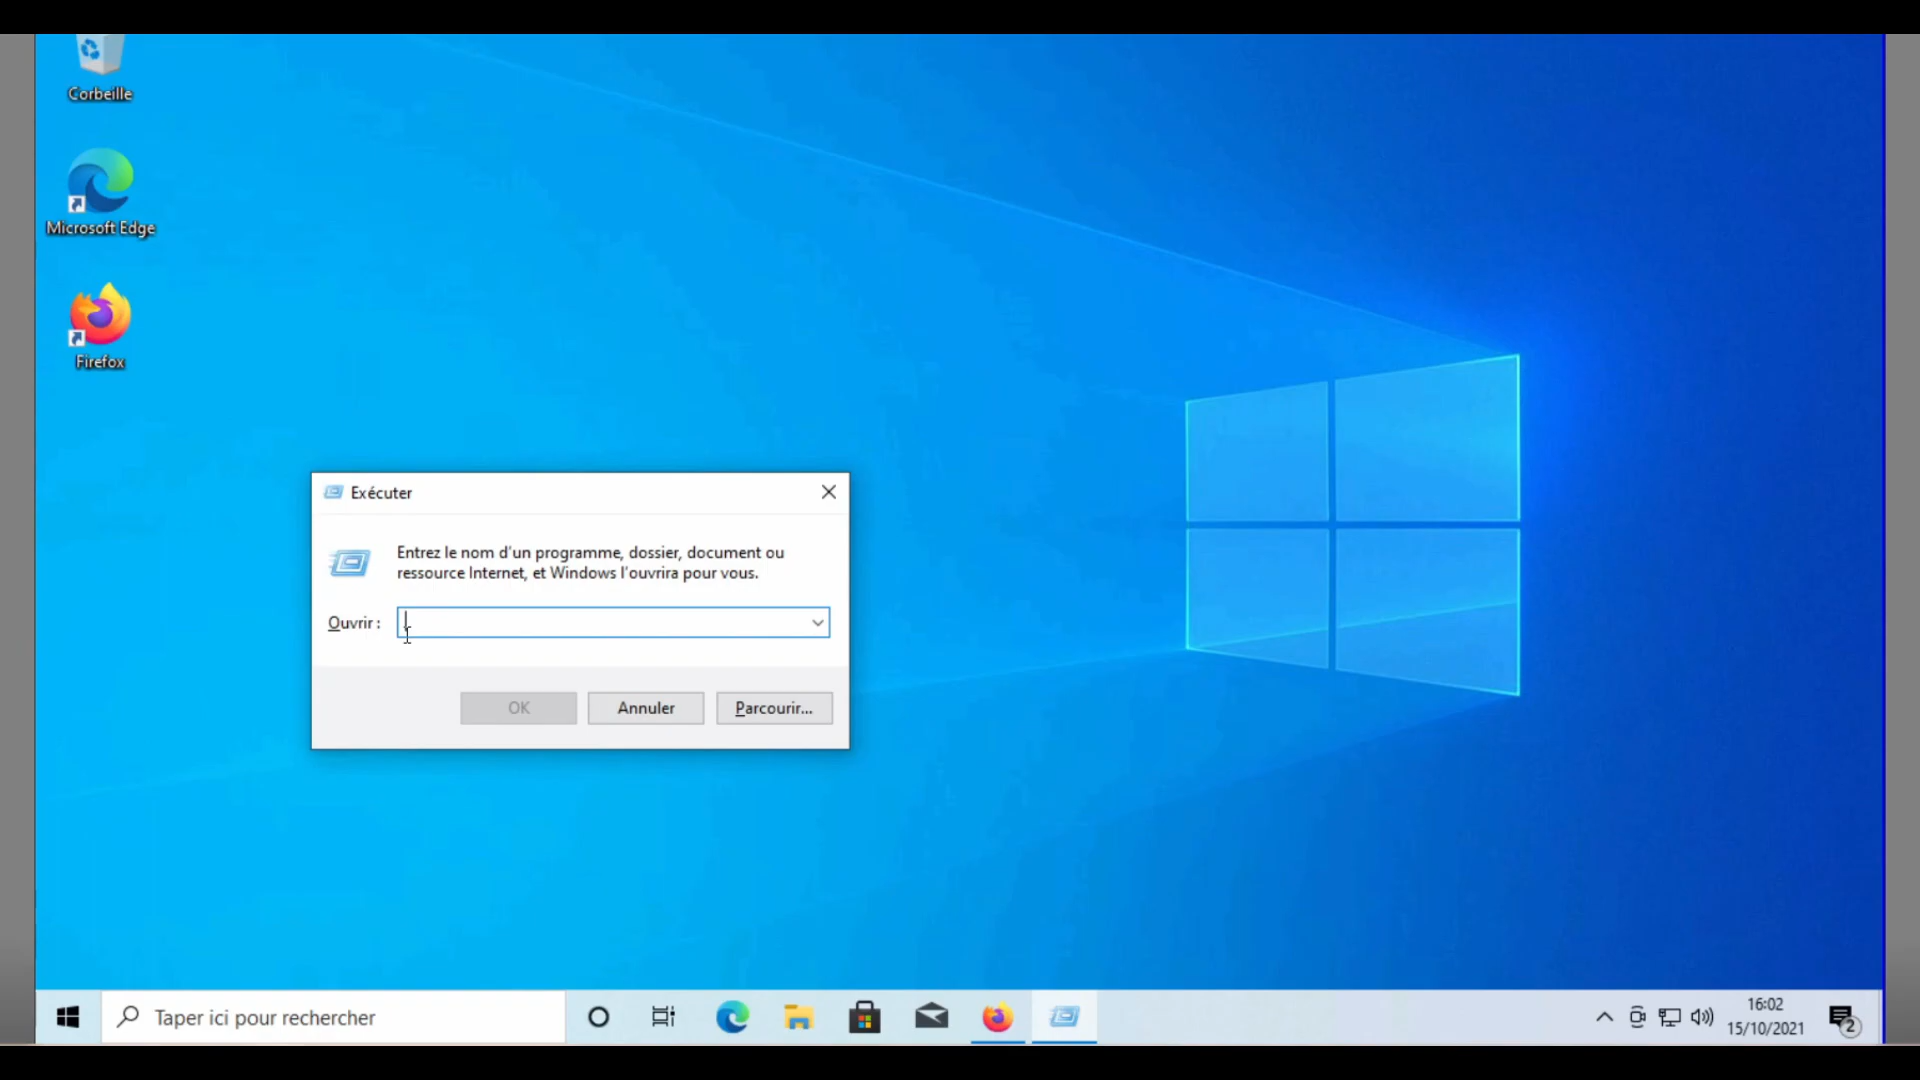 Corbeille
Microsoft Edge
Firefox
Exécuter
Entrez le nom d'un programme, dossier, document ou
ressource Internet, et Windows l'ouvrira pour vous.
Ouvrir :
OK
Annuler
Parcourir...
Taper ici pour rechercher
16:02
15/10/2021
2